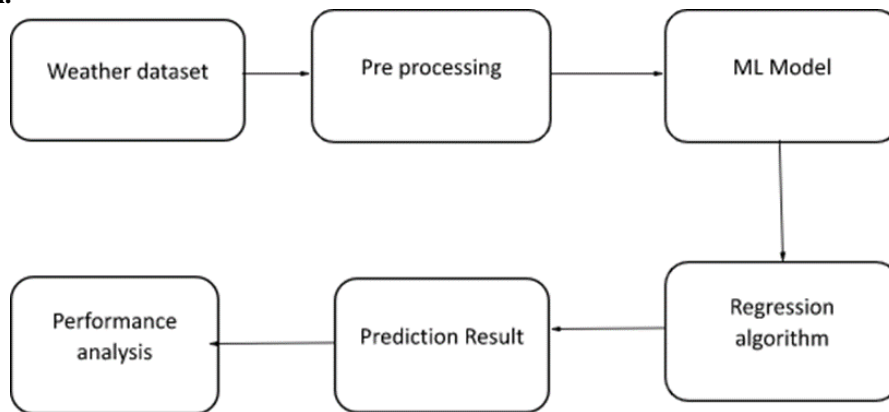 Weather dataset
Pre processing
ML Model
Regression
algorithm
Prediction Result
Performance
analysis